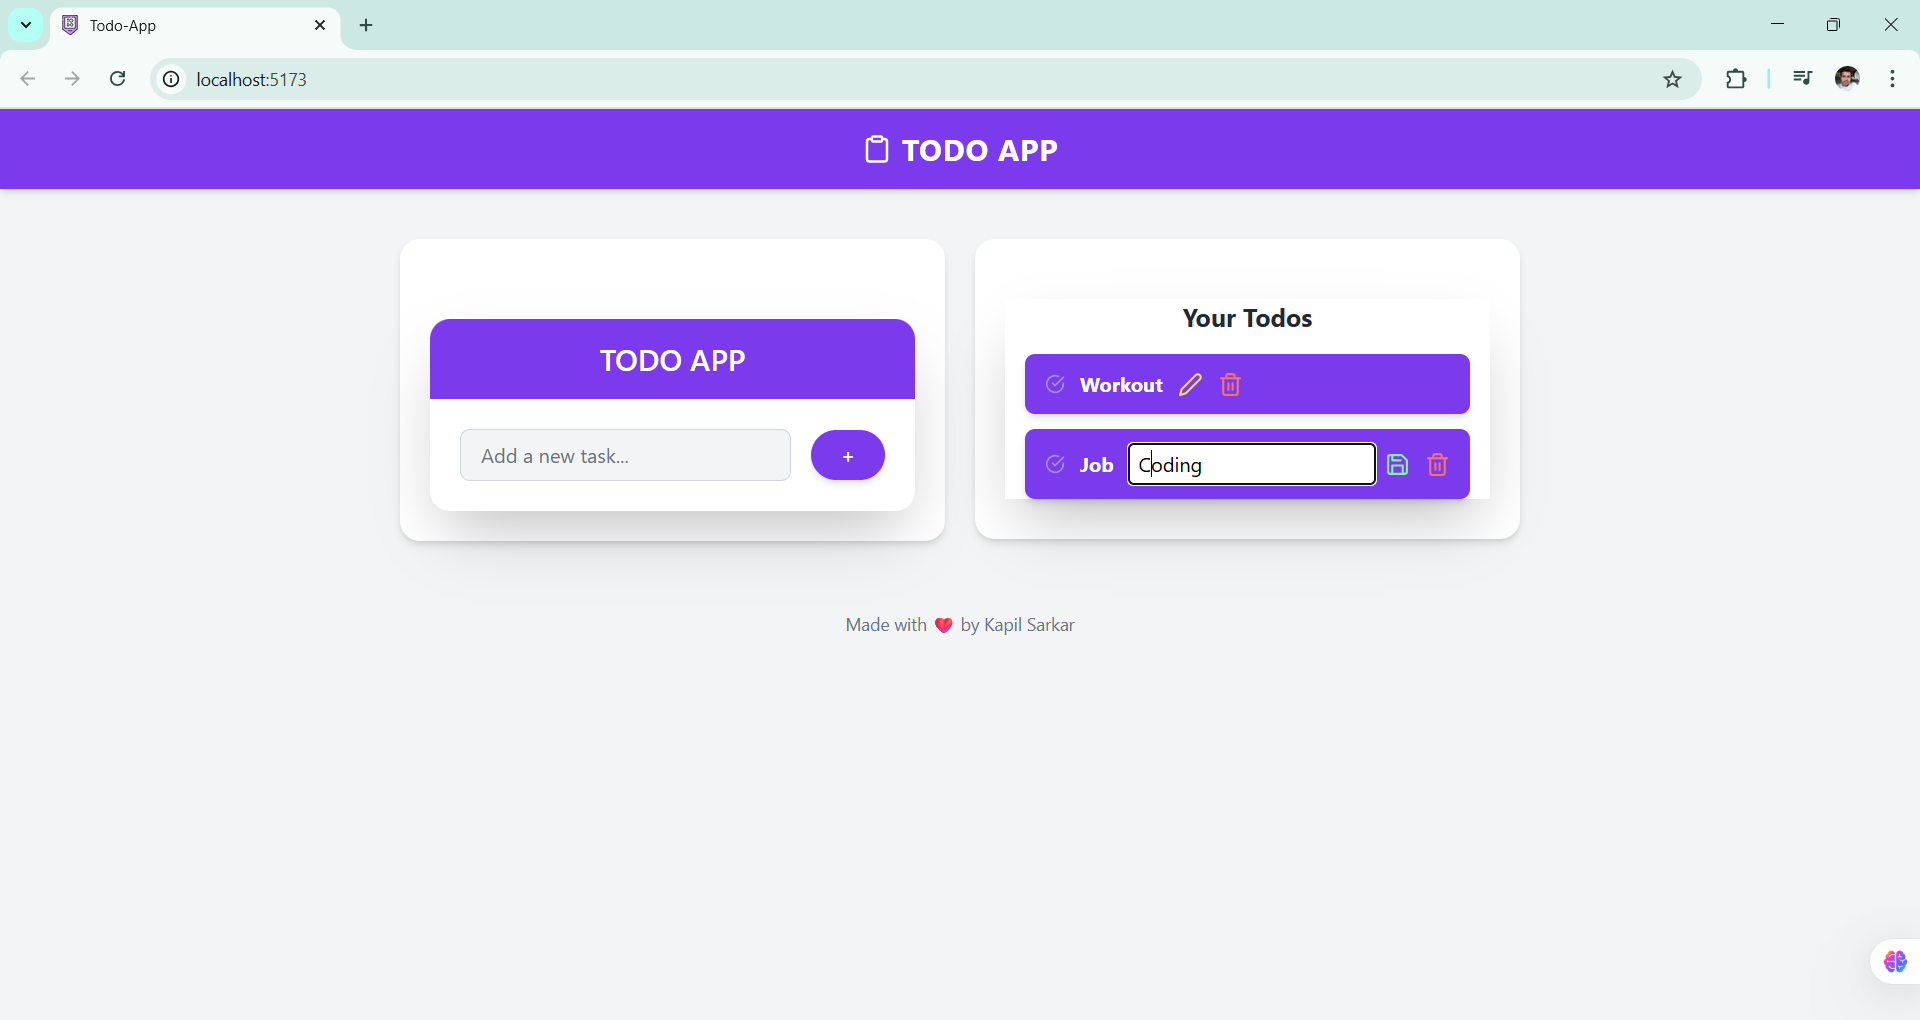 Todo-App
localhost:5173
TODO APP
TODO APP
Add a new task...
+
Your Todos
Workout
Job Coding
Made with ❤️ by Kapil Sarkar